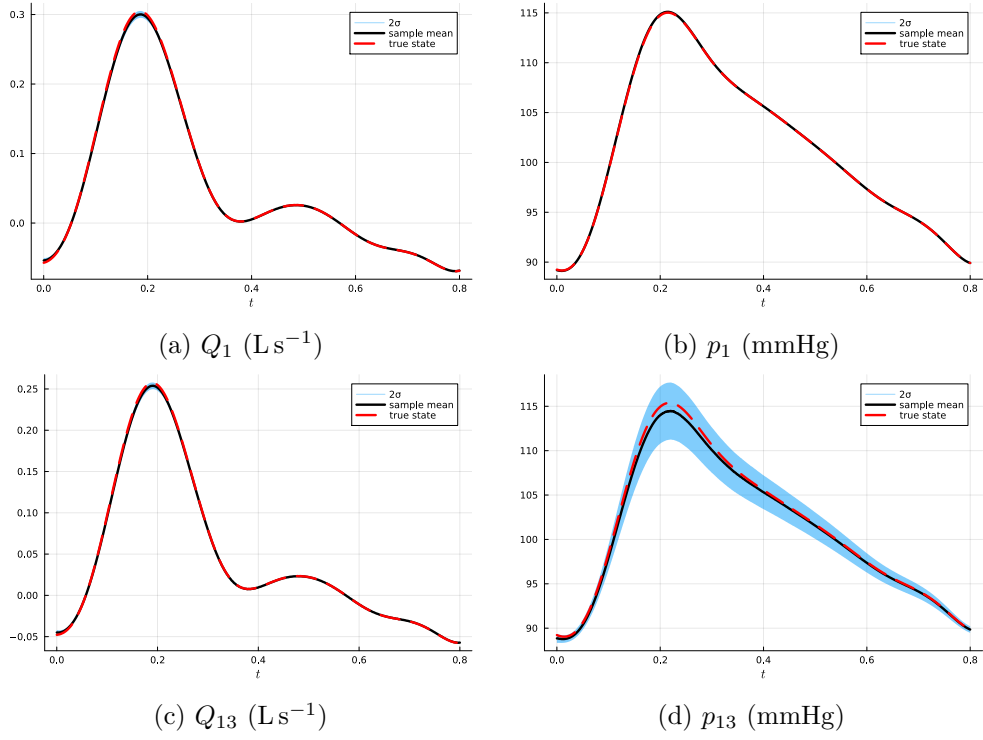 0.3
0.2
0.1
0.0
0.0
0.2
0.4
0.6
0.8
t
2σ
sample mean
true state
(a) Q₁ (L s⁻¹)
115
110
105
100
95
90
0.0
0.2
0.4
0.6
0.8
t
2σ
sample mean
true state
(b) p₁ (mmHg)
0.25
0.20
0.15
0.10
0.05
0.00
−0.05
0.0
0.2
0.4
0.6
0.8
t
2σ
sample mean
true state
(c) Q₁₃ (L s⁻¹)
115
110
105
100
95
90
0.0
0.2
0.4
0.6
0.8
t
2σ
sample mean
true state
(d) p₁₃ (mmHg)